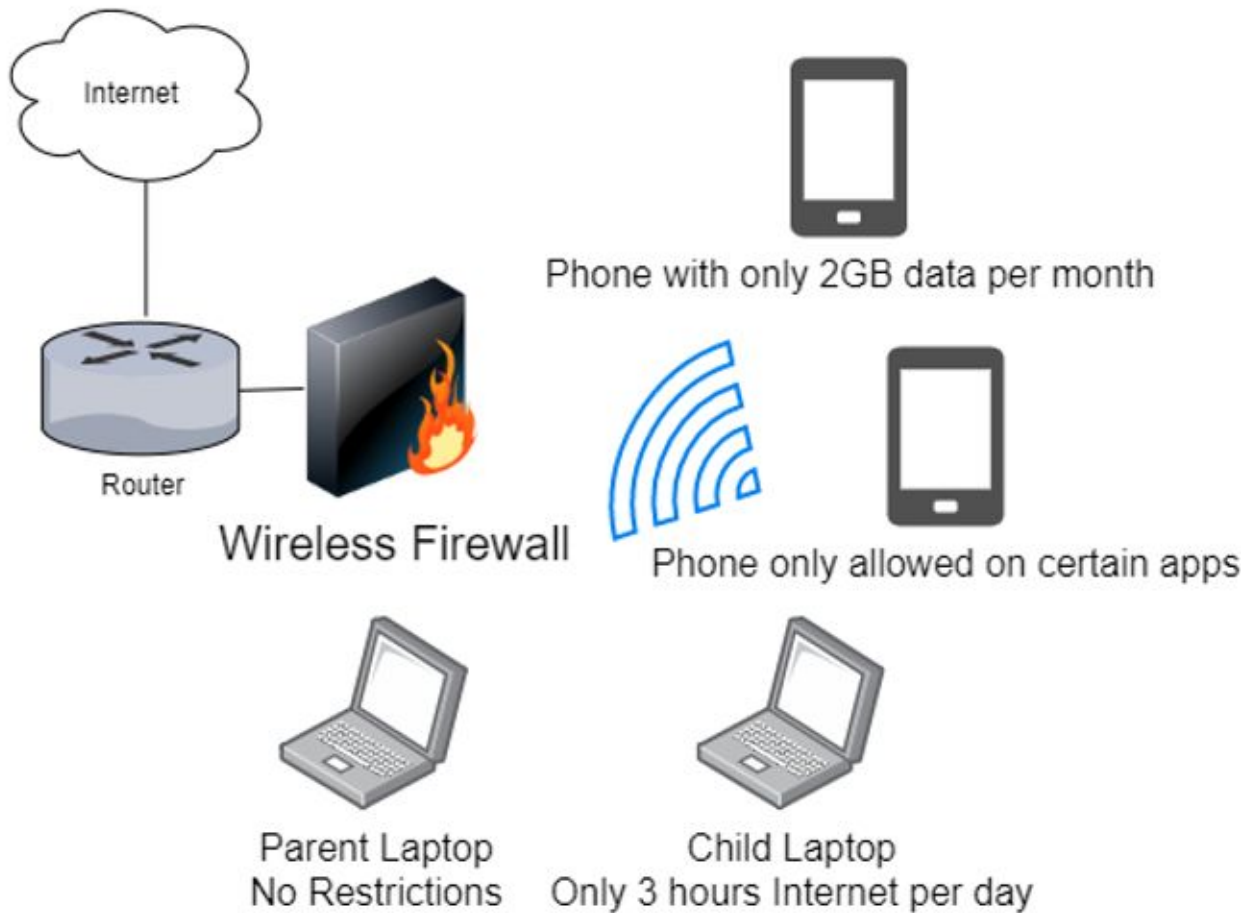 Internet
Phone with only 2GB data per month
Router
Wireless Firewall
Phone only allowed on certain apps
Parent Laptop
No Restrictions
Child Laptop
Only 3 hours Internet per day